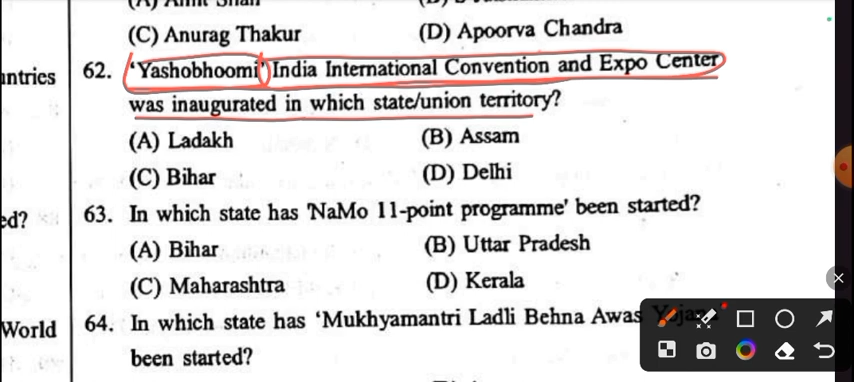 (C) Anurag Thakur (D) Apoorva Chandra
untries
62. 'Yashobhoomi' India International Convention and Expo Center
was inaugurated in which state/union territory?
(A) Ladakh (B) Assam
(C) Bihar (D) Delhi
ed?
63. In which state has 'NaMo 11-point programme' been started?
(A) Bihar (B) Uttar Pradesh
(C) Maharashtra (D) Kerala
World
64. In which state has 'Mukhyamantri Ladli Behna Awas Yojana
been started?